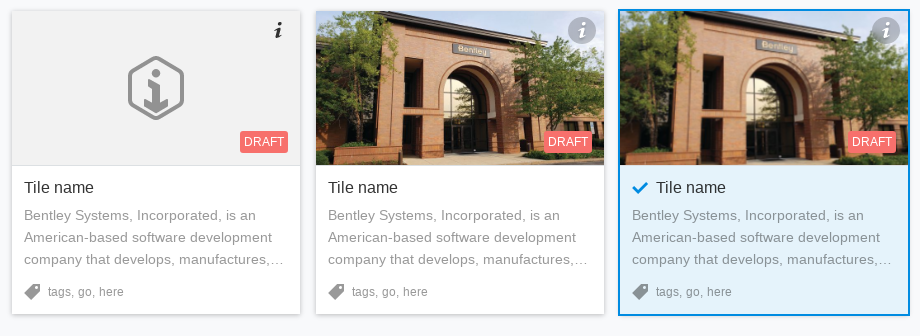 DRAFT
Tile name
Bentley Systems, Incorporated, is an
American-based software development
company that develops, manufactures,…
tags, go, here
Bentley
DRAFT
Tile name
Bentley Systems, Incorporated, is an
American-based software development
company that develops, manufactures,…
tags, go, here
Bentley
DRAFT
Tile name
Bentley Systems, Incorporated, is an
American-based software development
company that develops, manufactures,…
tags, go, here